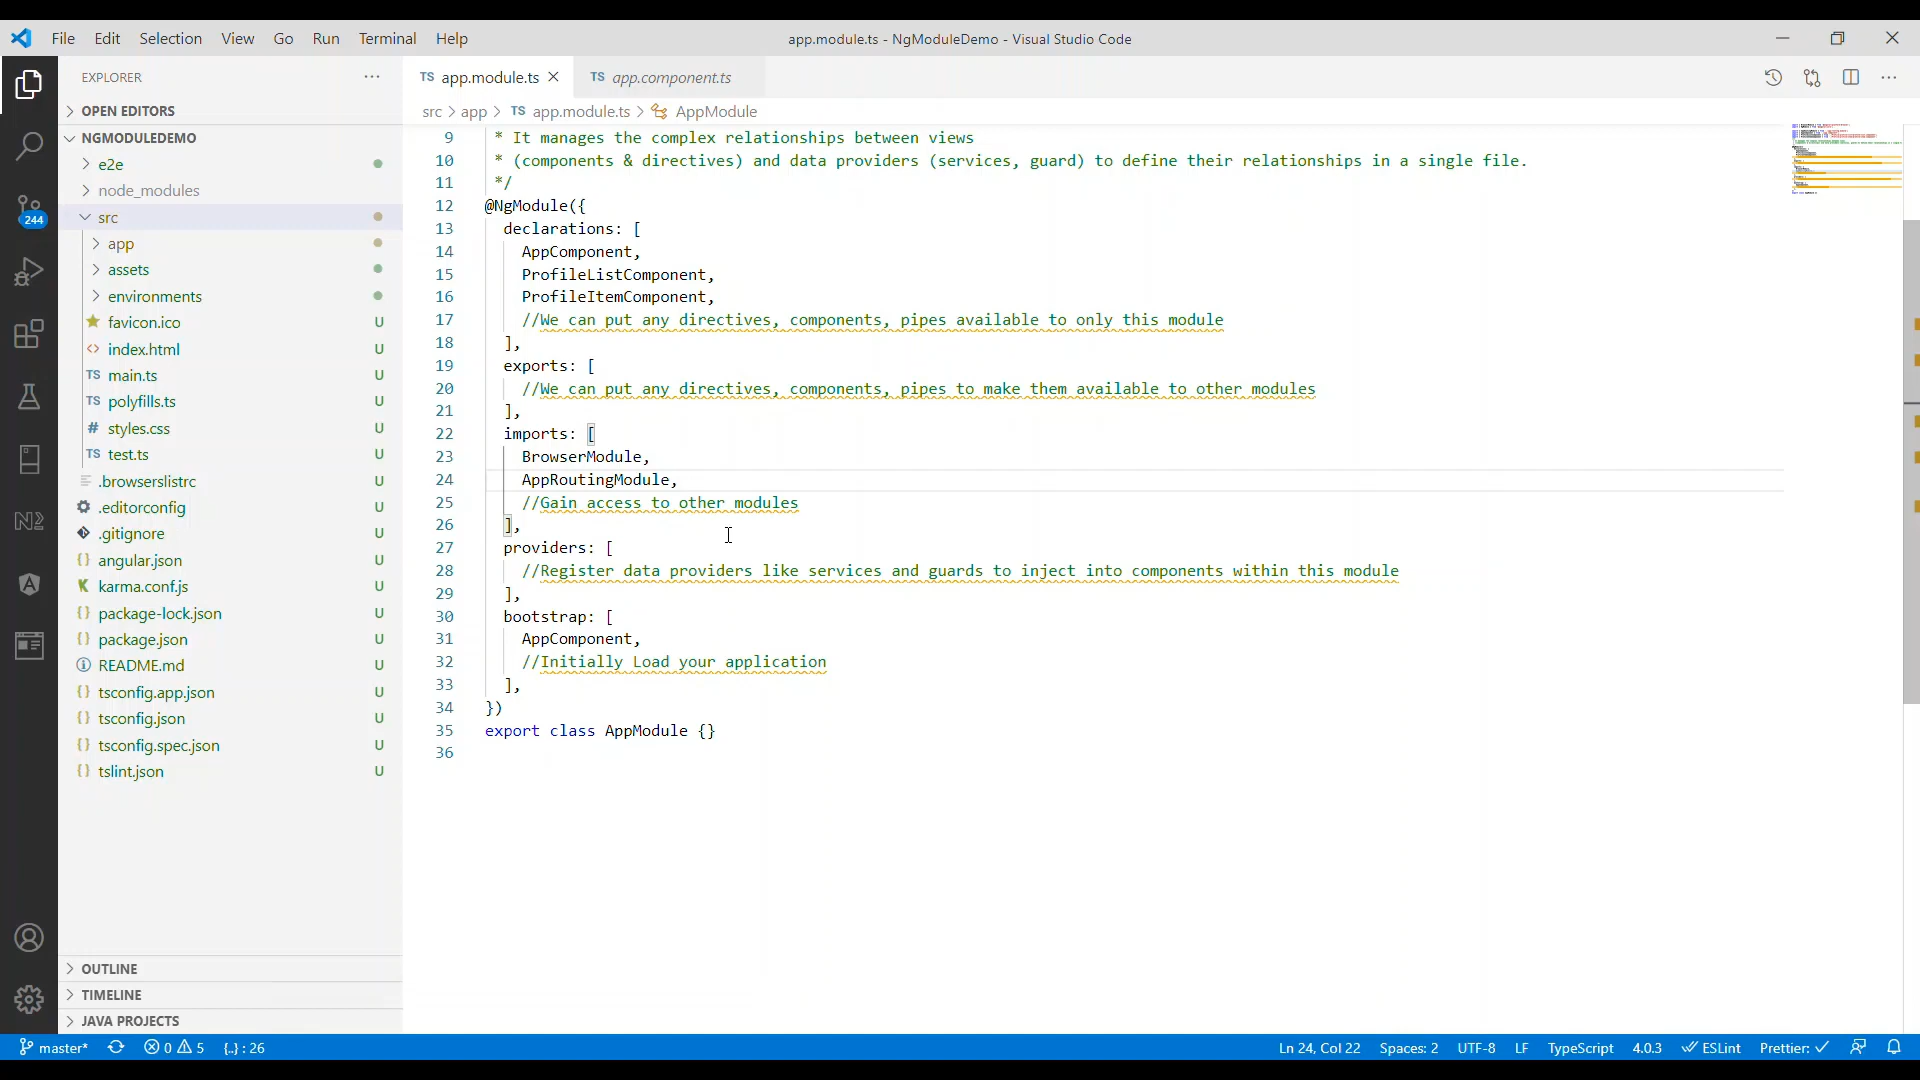 File Edit Selection View Go Run Terminal Help
app.module.ts - NgModuleDemo - Visual Studio Code
EXPLORER
OPEN EDITORS
NGMODULEDEMO
e2e
node_modules
src
app
assets
environments
favicon.ico U
index.html U
TS main.ts U
TS polyfills.ts U
# styles.css U
TS test.ts U
.browserslistrc U
.editorconfig U
.gitignore U
{} angular.json U
K karma.conf.js U
{} package-lock.json U
{} package.json U
README.md U
{} tsconfig.app.json U
{} tsconfig.json U
{} tsconfig.spec.json U
{} tslint.json U
OUTLINE
TIMELINE
JAVA PROJECTS
244
TS app.module.ts
TS app.component.ts
src > app > TS app.module.ts > AppModule
9 * It manages the complex relationships between views
10 * (components & directives) and data providers (services, guard) to define their relationships in a single file.
11 */
12 @NgModule({
13 declarations: [
14 AppComponent,
15 ProfileListComponent,
16 ProfileItemComponent,
17 //We can put any directives, components, pipes available to only this module
18 ],
19 exports: [
20 //We can put any directives, components, pipes to make them available to other modules
21 ],
22 imports: [
23 BrowserModule,
24 AppRoutingModule,
25 //Gain access to other modules
26 ],
27 providers: [
28 //Register data providers like services and guards to inject into components within this module
29 ],
30 bootstrap: [
31 AppComponent,
32 //Initially Load your application
33 ],
34 })
35 export class AppModule {}
36
master* 0 5 {..} : 26
Ln 24, Col 22 Spaces: 2 UTF-8 LF TypeScript 4.0.3 ESLint Prettier: ✓